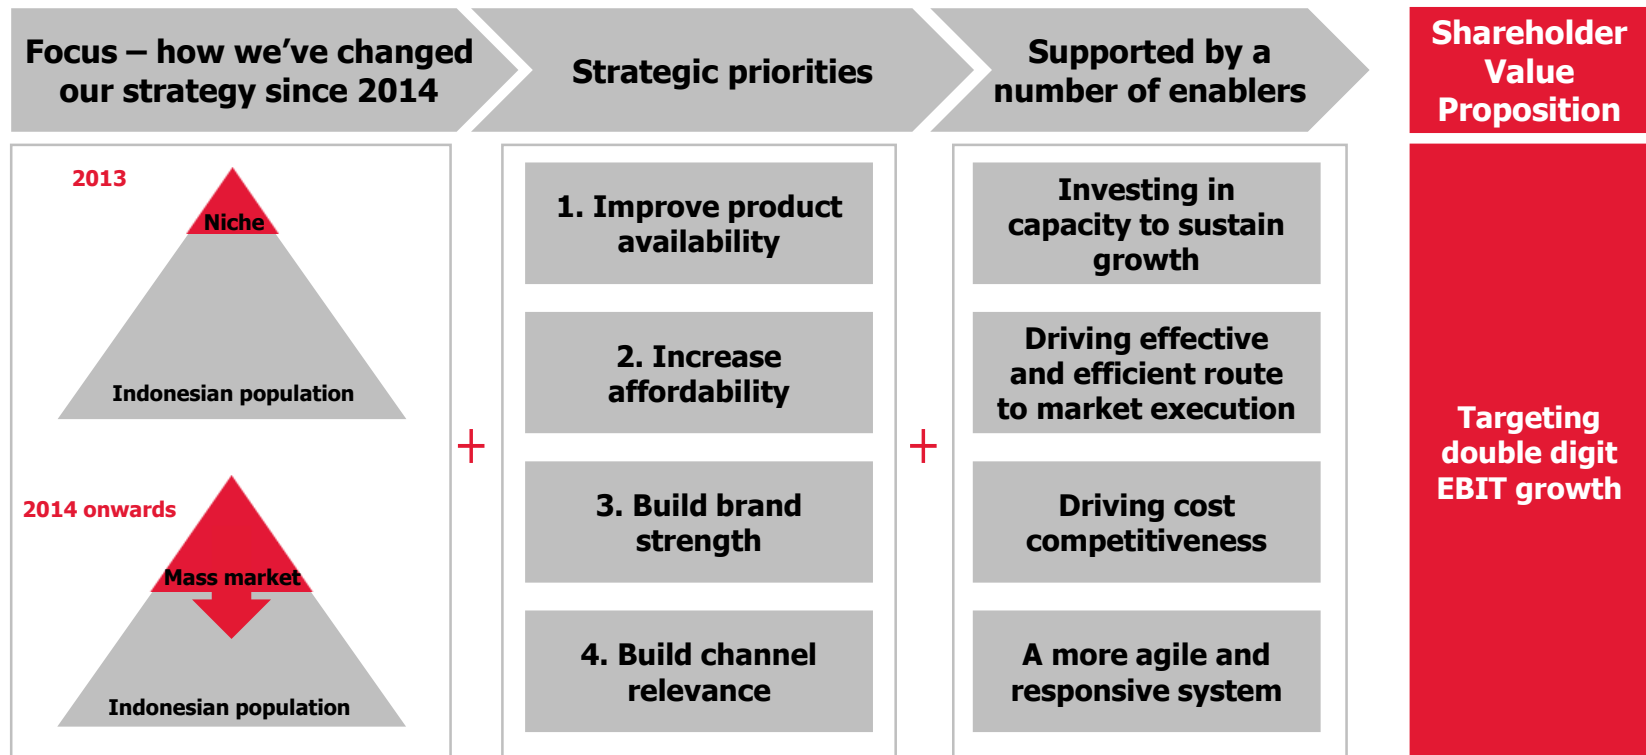 Focus – how we've changed
our strategy since 2014
Strategic priorities
Supported by a
number of enablers
Shareholder
Value
Proposition
2013
Niche
Indonesian population
2014 onwards
Mass market
Indonesian population
+
1. Improve product
availability
2. Increase
affordability
3. Build brand
strength
4. Build channel
relevance
+
Investing in
capacity to sustain
growth
Driving effective
and efficient route
to market execution
Driving cost
competitiveness
A more agile and
responsive system
Targeting
double digit
EBIT growth